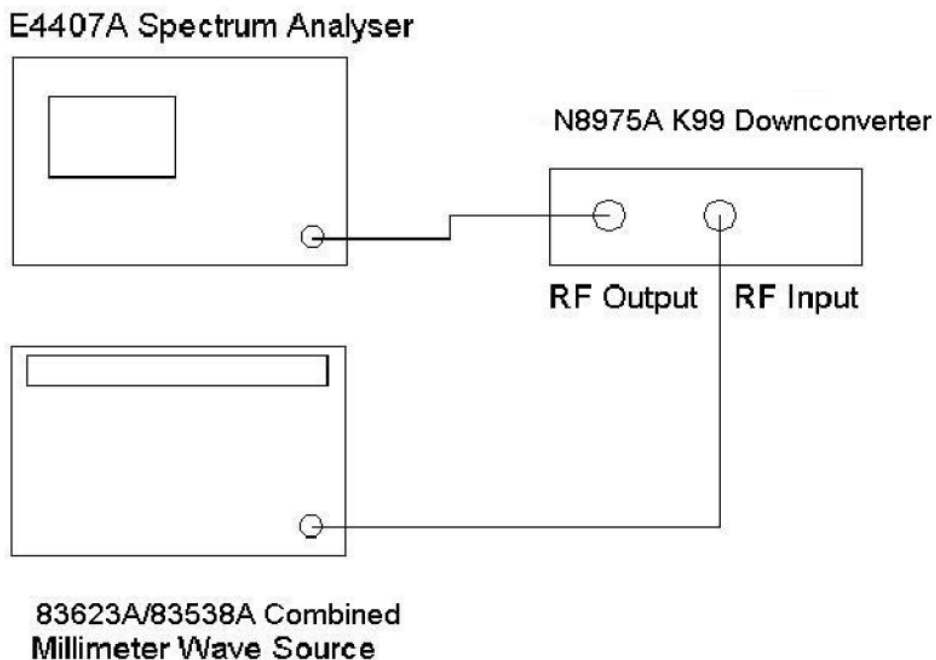 E4407A Spectrum Analyser
N8975A K99 Downconverter
RF Output
RF Input
83623A/83538A Combined
Millimeter Wave Source